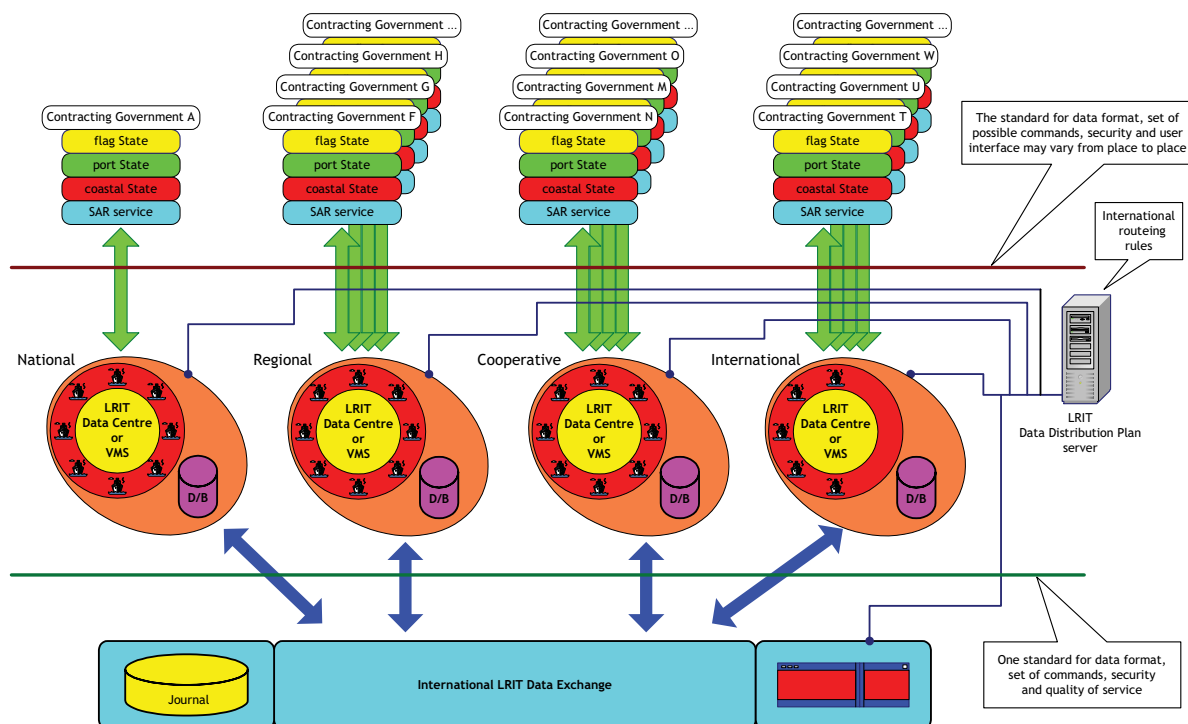 Contracting Government ...
Contracting Government H
Contracting Government G
Contracting Government F
Contracting Government ...
Contracting Government O
Contracting Government M
Contracting Government N
Contracting Government ...
Contracting Government W
Contracting Government U
Contracting Government T
Contracting Government A
flag State
port State
coastal State
SAR service
flag State
port State
coastal State
SAR service
flag State
port State
coastal State
SAR service
flag State
port State
coastal State
SAR service
The standard for data format, set of
possible commands, security and user
interface may vary from place to place
International
routeing
rules
National
Regional
Cooperative
International
LRIT
Data Centre
or
VMS
D/B
LRIT
Data Centre
or
VMS
D/B
LRIT
Data Centre
or
VMS
D/B
LRIT
Data Centre
or
VMS
D/B
LRIT
Data Distribution Plan
server
Journal
International LRIT Data Exchange
One standard for data format,
set of commands, security
and quality of service